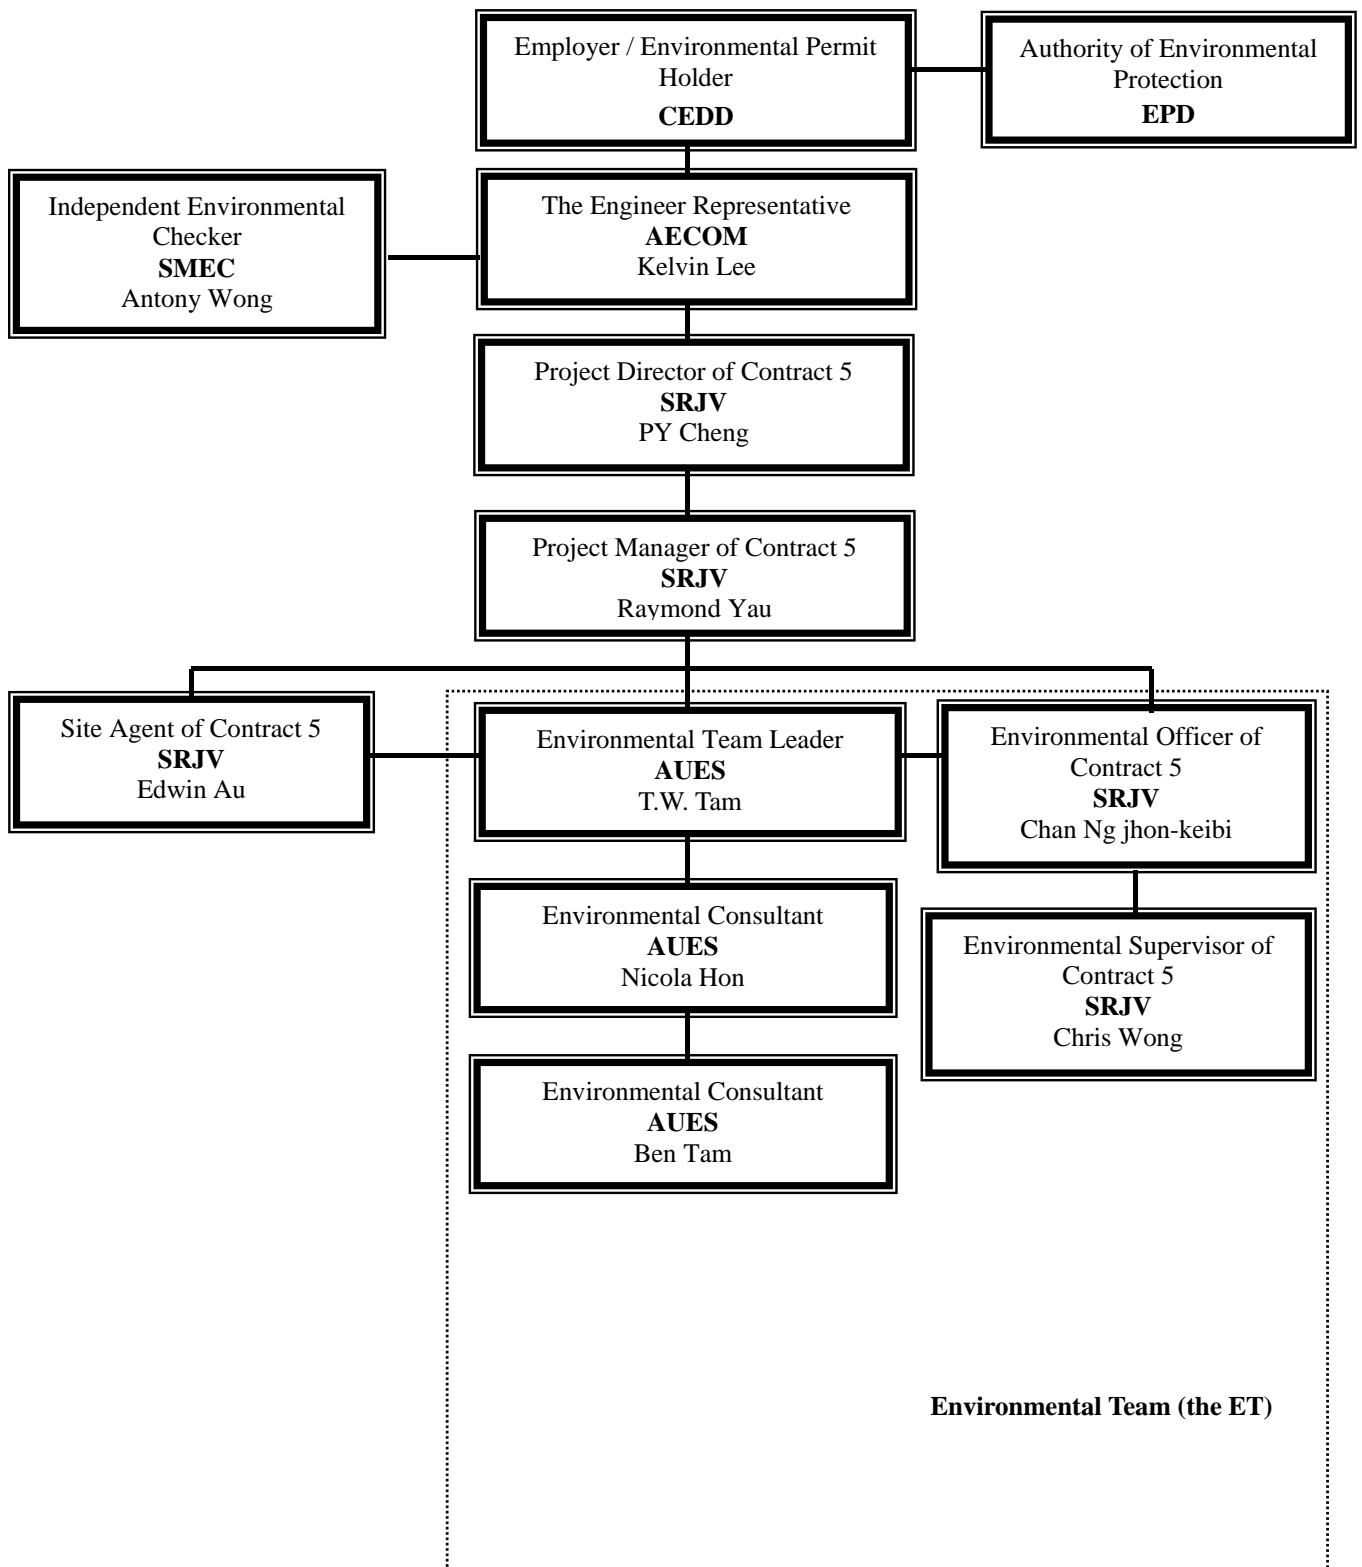 Employer / Environmental Permit
Holder
CEDD
Authority of Environmental
Protection
EPD
Independent Environmental
Checker
SMEC
Antony Wong
The Engineer Representative
AECOM
Kelvin Lee
Project Director of Contract 5
SRJV
PY Cheng
Project Manager of Contract 5
SRJV
Raymond Yau
Site Agent of Contract 5
SRJV
Edwin Au
Environmental Team Leader
AUES
T.W. Tam
Environmental Officer of
Contract 5
SRJV
Chan Ng jhon-keibi
Environmental Consultant
AUES
Nicola Hon
Environmental Supervisor of
Contract 5
SRJV
Chris Wong
Environmental Consultant
AUES
Ben Tam
Environmental Team (the ET)